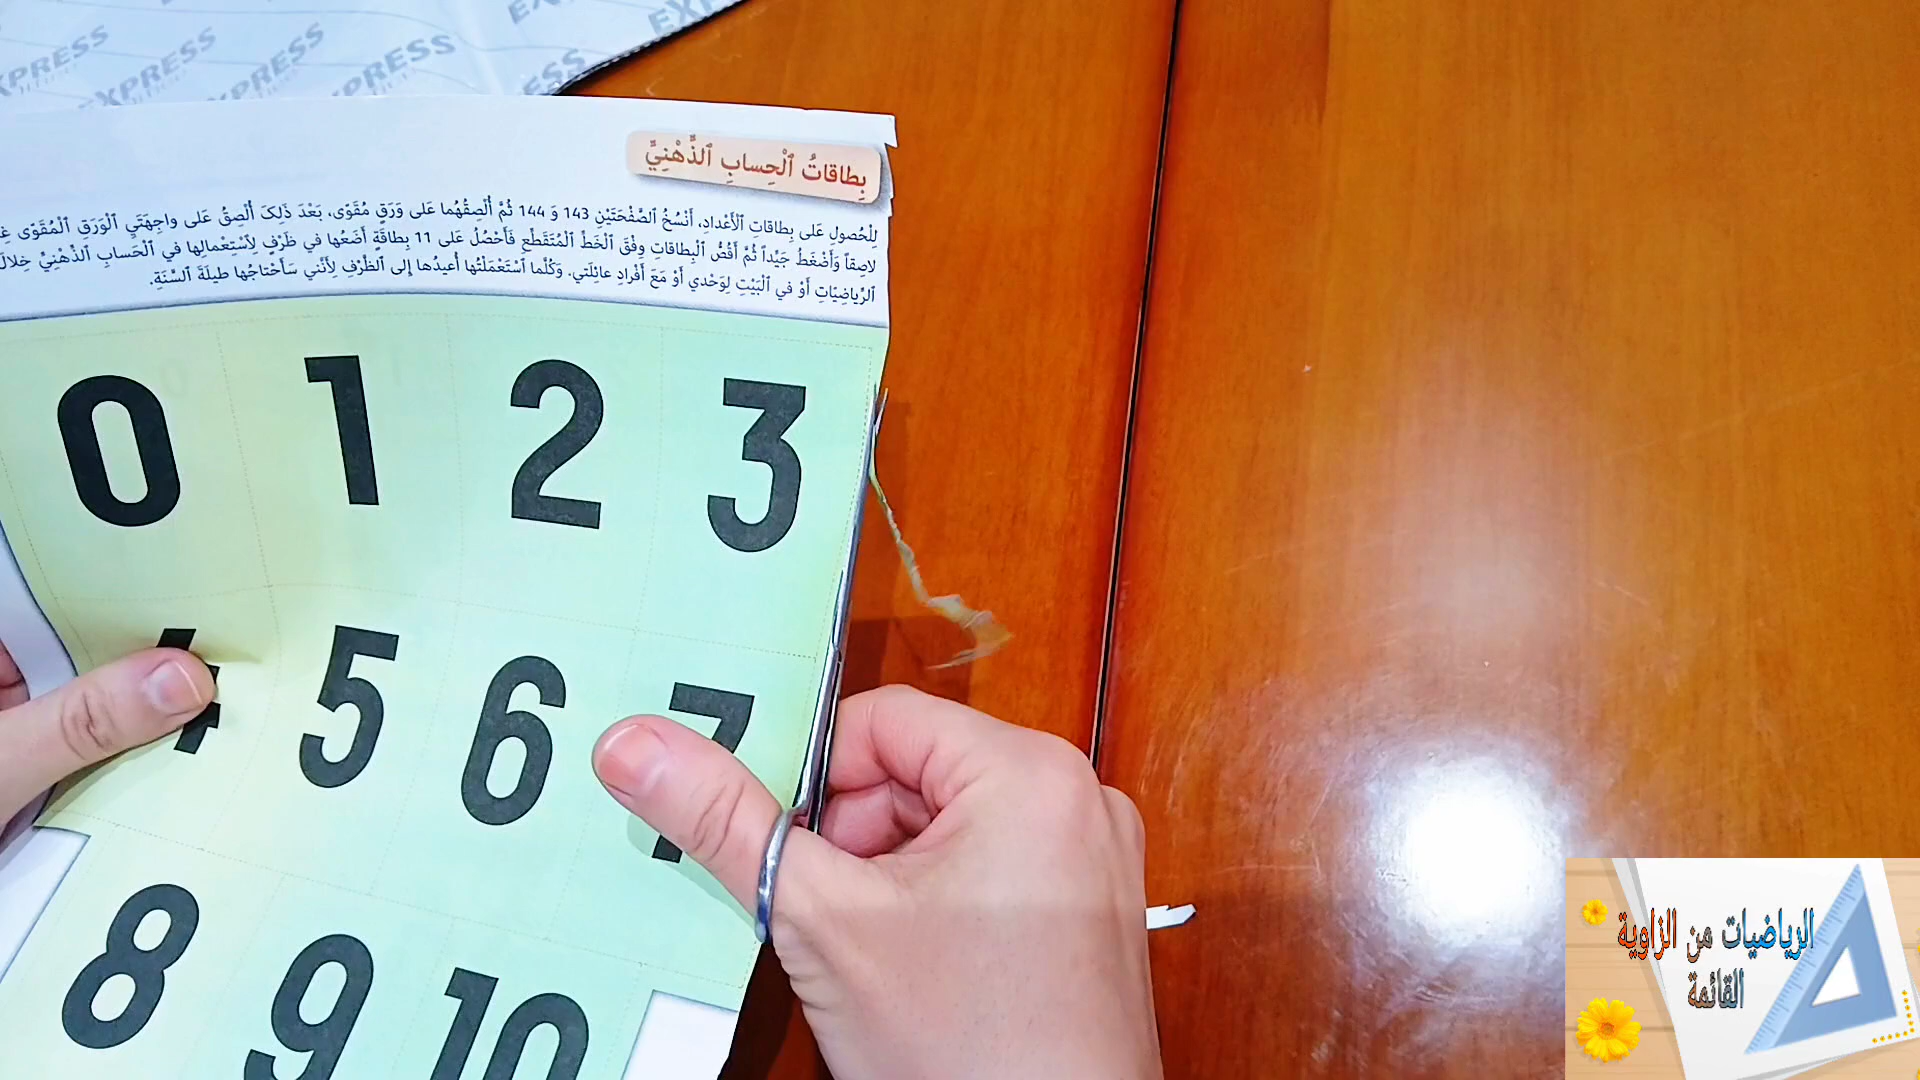 EXPRESS EXPRESS EXPRESS EXPRESS
بِطاقاتُ ٱلْحِسابِ ٱلذِّهْنِيِّ
لِلْحُصولِ عَلى بِطاقاتِ ٱلْأَعْدادِ، أَنْسَخُ ٱلصَّفْحَتَيْنِ 143 وَ 144 ثُمَّ أُلْصِقُهُما عَلى وَرَقٍ مُقَوّى، بَعْدَ ذَلِكَ أُلْصِقُ عَلى واجِهَتَيِ ٱلْوَرَقِ ٱلْمُقَوّى
لاصِقاً وَأَضْغَطُ جَيِّداً ثُمَّ أَقُصُّ ٱلْبِطاقاتِ وِفْقَ ٱلْخَطِّ ٱلْمُتَقَطِّعِ فَأَحْصُلُ عَلى 11 بِطاقَةٍ أَضَعُها في ظَرْفٍ لِٱسْتِعْمالِها في ٱلْحَسابِ ٱلذِّهْنِيِّ خِلالَ
ٱلرِّياضِيّاتِ أَوْ في ٱلْبَيْتِ لِوَحْدي أَوْ مَعَ أَفْرادِ عائِلَتي. وَكُلَّما ٱسْتَعْمَلْتُها أُعيدُها إِلى ٱلظَّرْفِ لِأَنَّني سَأَحْتاجُها طيلَةَ ٱلسَّنَةِ.
0 1 2 3
4 5 6 7
8 9 10
الرياضيات من الزاوية
القائمة